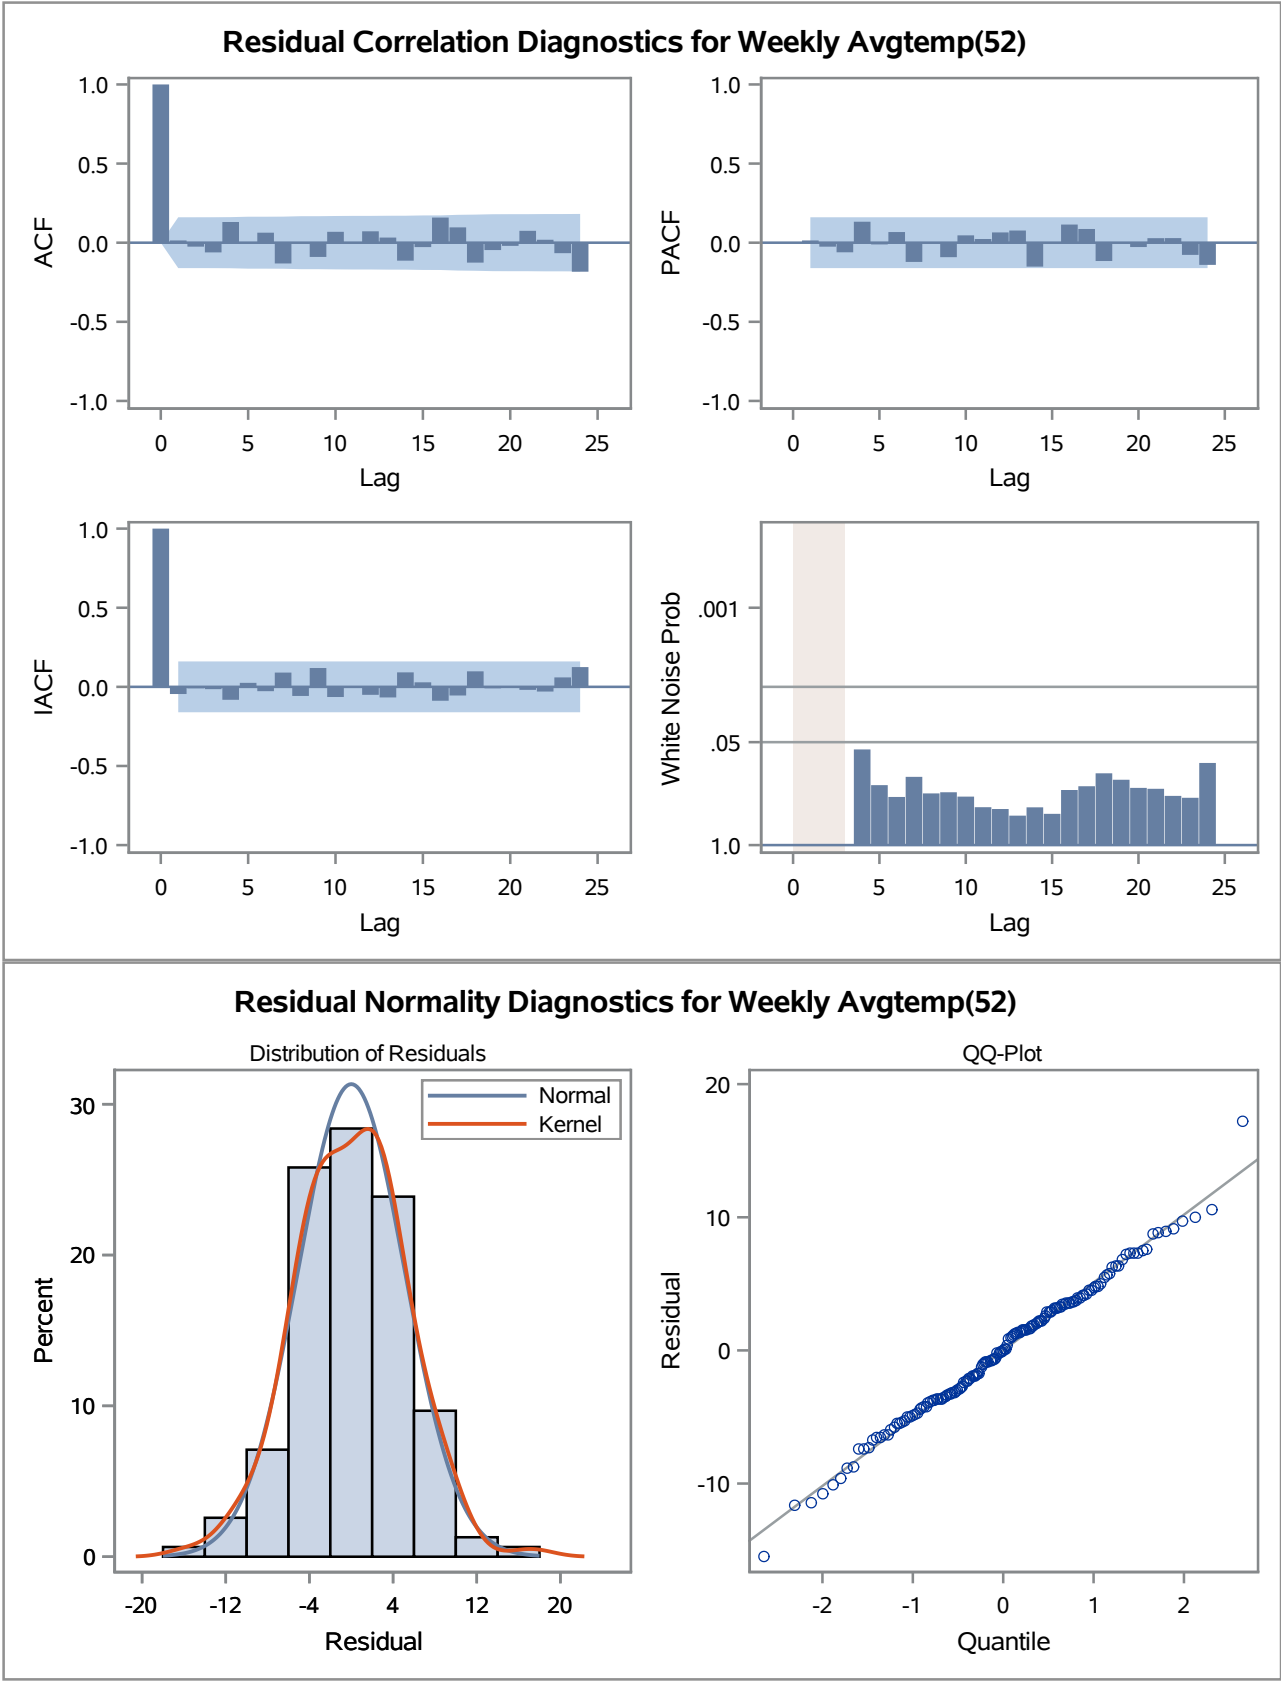 Residual Correlation Diagnostics for Weekly Avgtemp(52)
1.0
0.5
0.0
-0.5
-1.0
ACF
0 5 10 15 20 25
Lag
1.0
0.5
0.0
-0.5
-1.0
PACF
0 5 10 15 20 25
Lag
1.0
0.5
0.0
-0.5
-1.0
IACF
0 5 10 15 20 25
Lag
.001
.05
1.0
White Noise Prob
0 5 10 15 20 25
Lag
Residual Normality Diagnostics for Weekly Avgtemp(52)
Distribution of Residuals
Normal
Kernel
30
20
10
0
Percent
-20 -12 -4 4 12 20
Residual
QQ-Plot
20
10
0
-10
Residual
-2 -1 0 1 2
Quantile